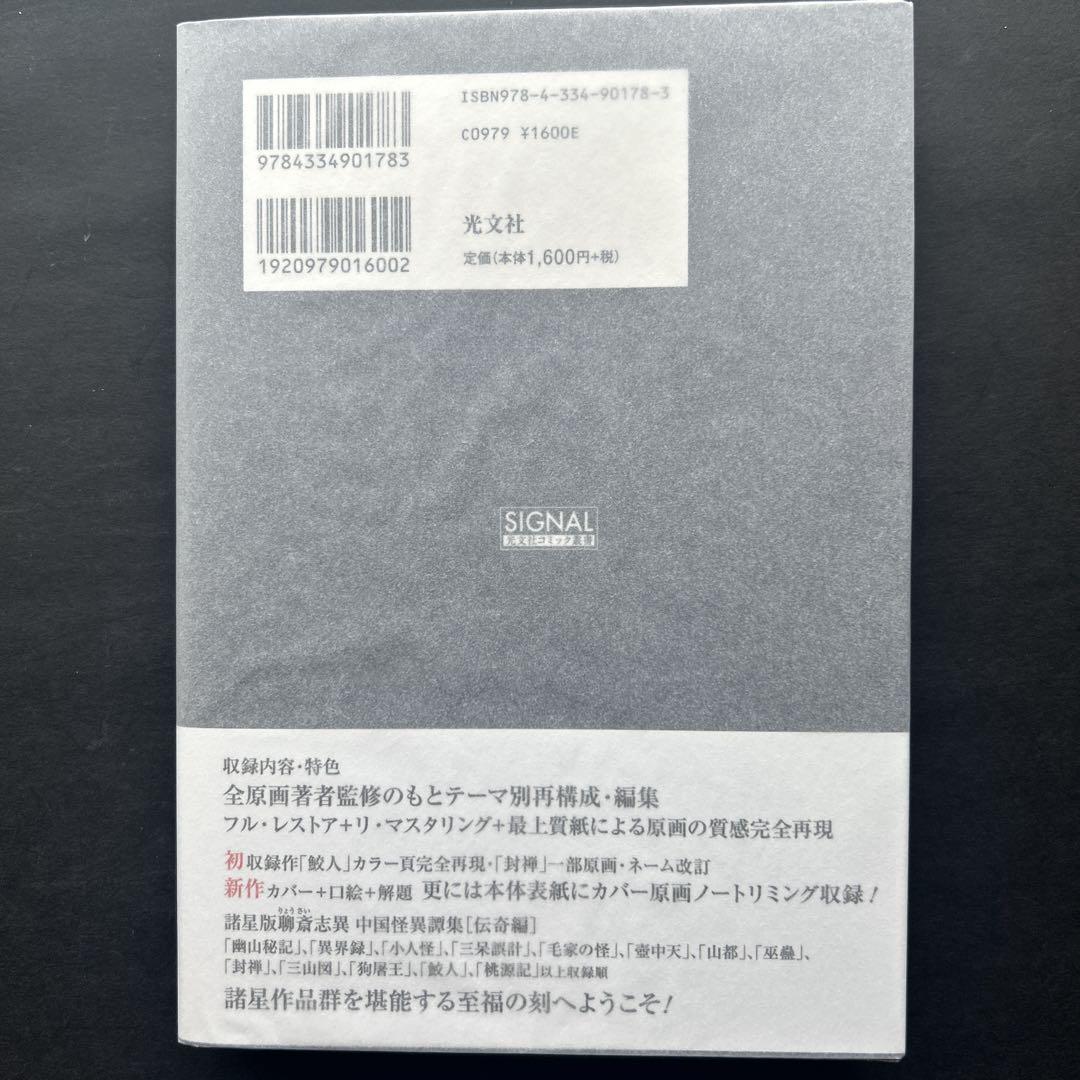 ISBN978-4-334-90178-3
C0979 ¥1600E
9784334901783
1920979016002
光文社
定価(本体1,600円+税)
SIGNAL
光文社コミック叢書
収録内容・特色
全原画著者監修のもとテーマ別再構成・編集
フル・レストア+リ・マスタリング+最上質紙による原画の質感完全再現
初収録作「鮫人」カラー頁完全再現・「封禅」一部原画・ネーム改訂
新作カバー+口絵+解題 更には本体表紙にカバー原画ノートリミング収録!
りょうさい
諸星版聊斎志異 中国怪異譚集[伝奇編]
「幽山秘記」、「異界録」、「小人怪」、「三呆誤計」、「毛家の怪」、「壺中天」、「山都」、「巫蠱」、
「封禅」、「三山図」、「狗屠王」、「鮫人」、「桃源記」以上収録順
諸星作品群を堪能する至福の刻へようこそ!